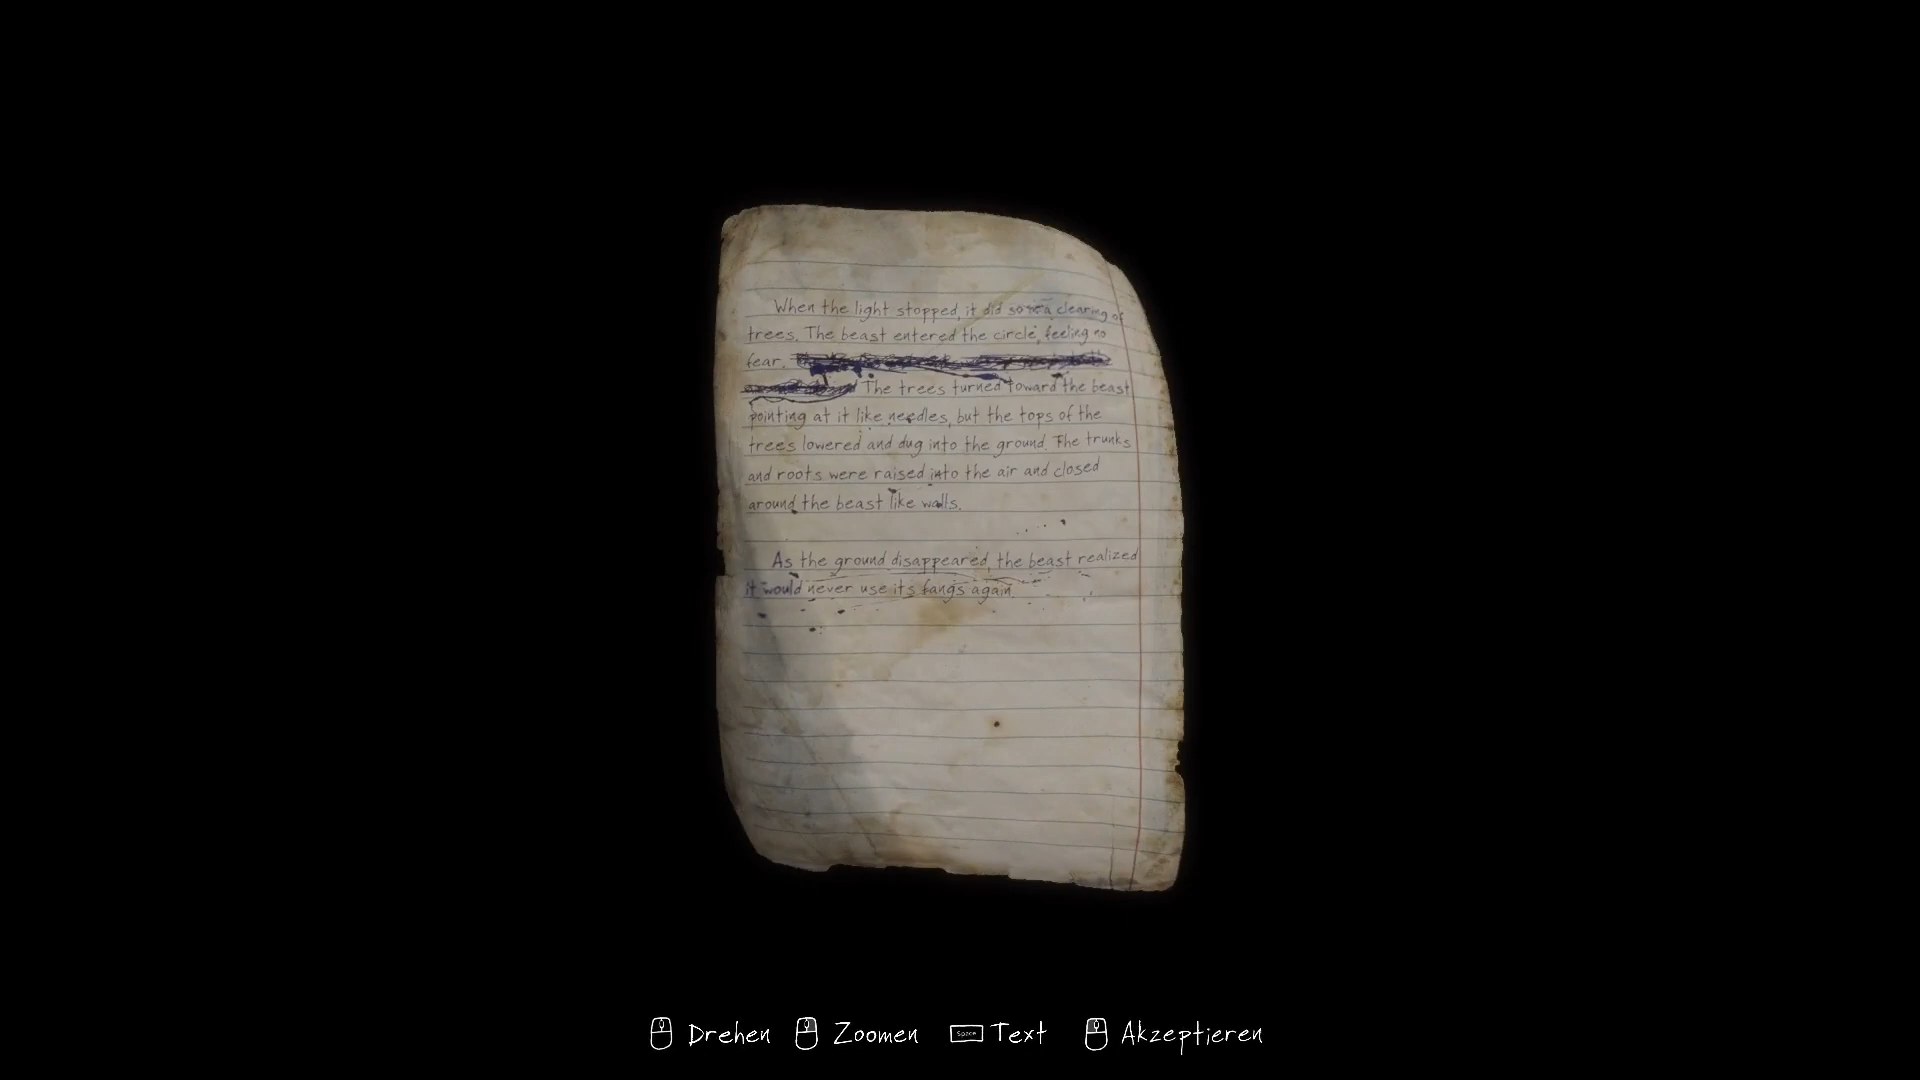 When the light stopped, it did so in a clearing of
trees. The beast entered the circle, feeling no
fear.
The trees turned toward the beast
pointing at it like needles, but the tops of the
trees lowered and dug into the ground. The trunks
and roots were raised into the air and closed
around the beast like walls.
As the ground disappeared, the beast realized
it would never use its fangs again.
Drehen Zoomen Space Text Akzeptieren